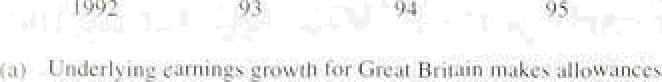 1992 93 94 95
(a) Underlying earnings growth for Great Britain makes allowances